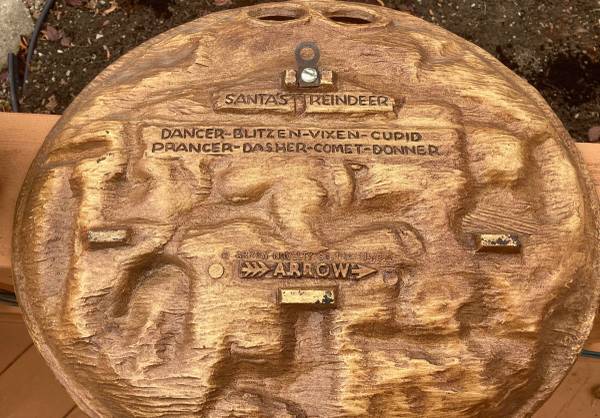 SANTA'S REINDEER
DANCER-BLITZEN-VIXEN-CUPID
PRANCER-DASHER-COMET-DONNER
ARROW